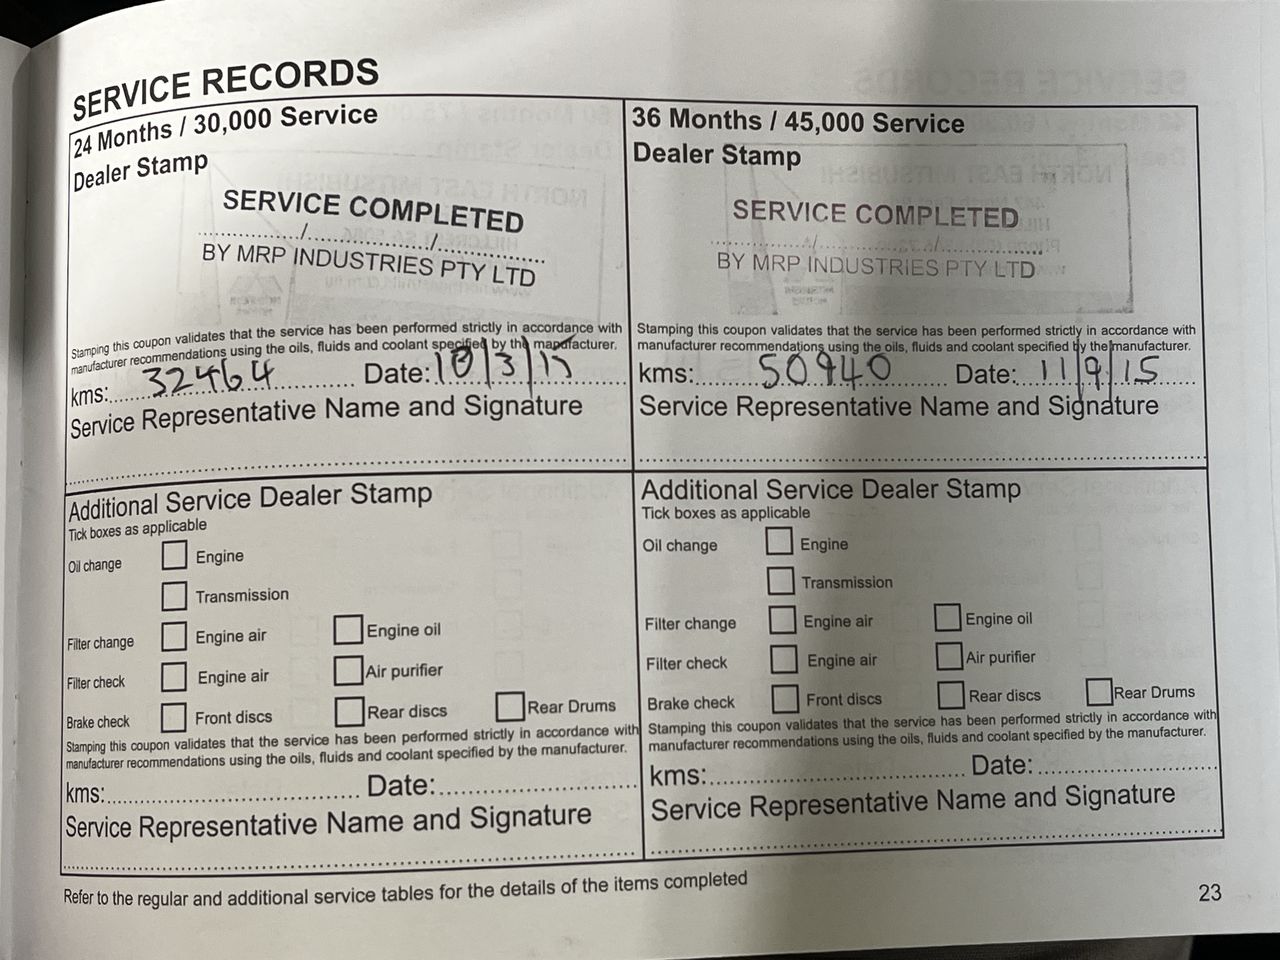 SERVICE RECORDS
24 Months / 30,000 Service
Dealer Stamp
SERVICE COMPLETED
............../................../................
BY MRP INDUSTRIES PTY LTD
Stamping this coupon validates that the service has been performed strictly in accordance with
manufacturer recommendations using the oils, fluids and coolant specified by the manufacturer.
kms: 32464 Date: 10/3/15
Service Representative Name and Signature
36 Months / 45,000 Service
Dealer Stamp
SERVICE COMPLETED
............../................../................
BY MRP INDUSTRIES PTY LTD
Stamping this coupon validates that the service has been performed strictly in accordance with
manufacturer recommendations using the oils, fluids and coolant specified by the manufacturer.
kms: 50940 Date: 11/9/15
Service Representative Name and Signature
Additional Service Dealer Stamp
Tick boxes as applicable
Oil change Engine
Transmission
Filter change Engine air Engine oil
Filter check Engine air Air purifier
Brake check Front discs Rear discs Rear Drums
Stamping this coupon validates that the service has been performed strictly in accordance with
manufacturer recommendations using the oils, fluids and coolant specified by the manufacturer.
kms: Date:
Service Representative Name and Signature
Additional Service Dealer Stamp
Tick boxes as applicable
Oil change Engine
Transmission
Filter change Engine air Engine oil
Filter check Engine air Air purifier
Brake check Front discs Rear discs Rear Drums
Stamping this coupon validates that the service has been performed strictly in accordance with
manufacturer recommendations using the oils, fluids and coolant specified by the manufacturer.
kms: Date:
Service Representative Name and Signature
Refer to the regular and additional service tables for the details of the items completed
23